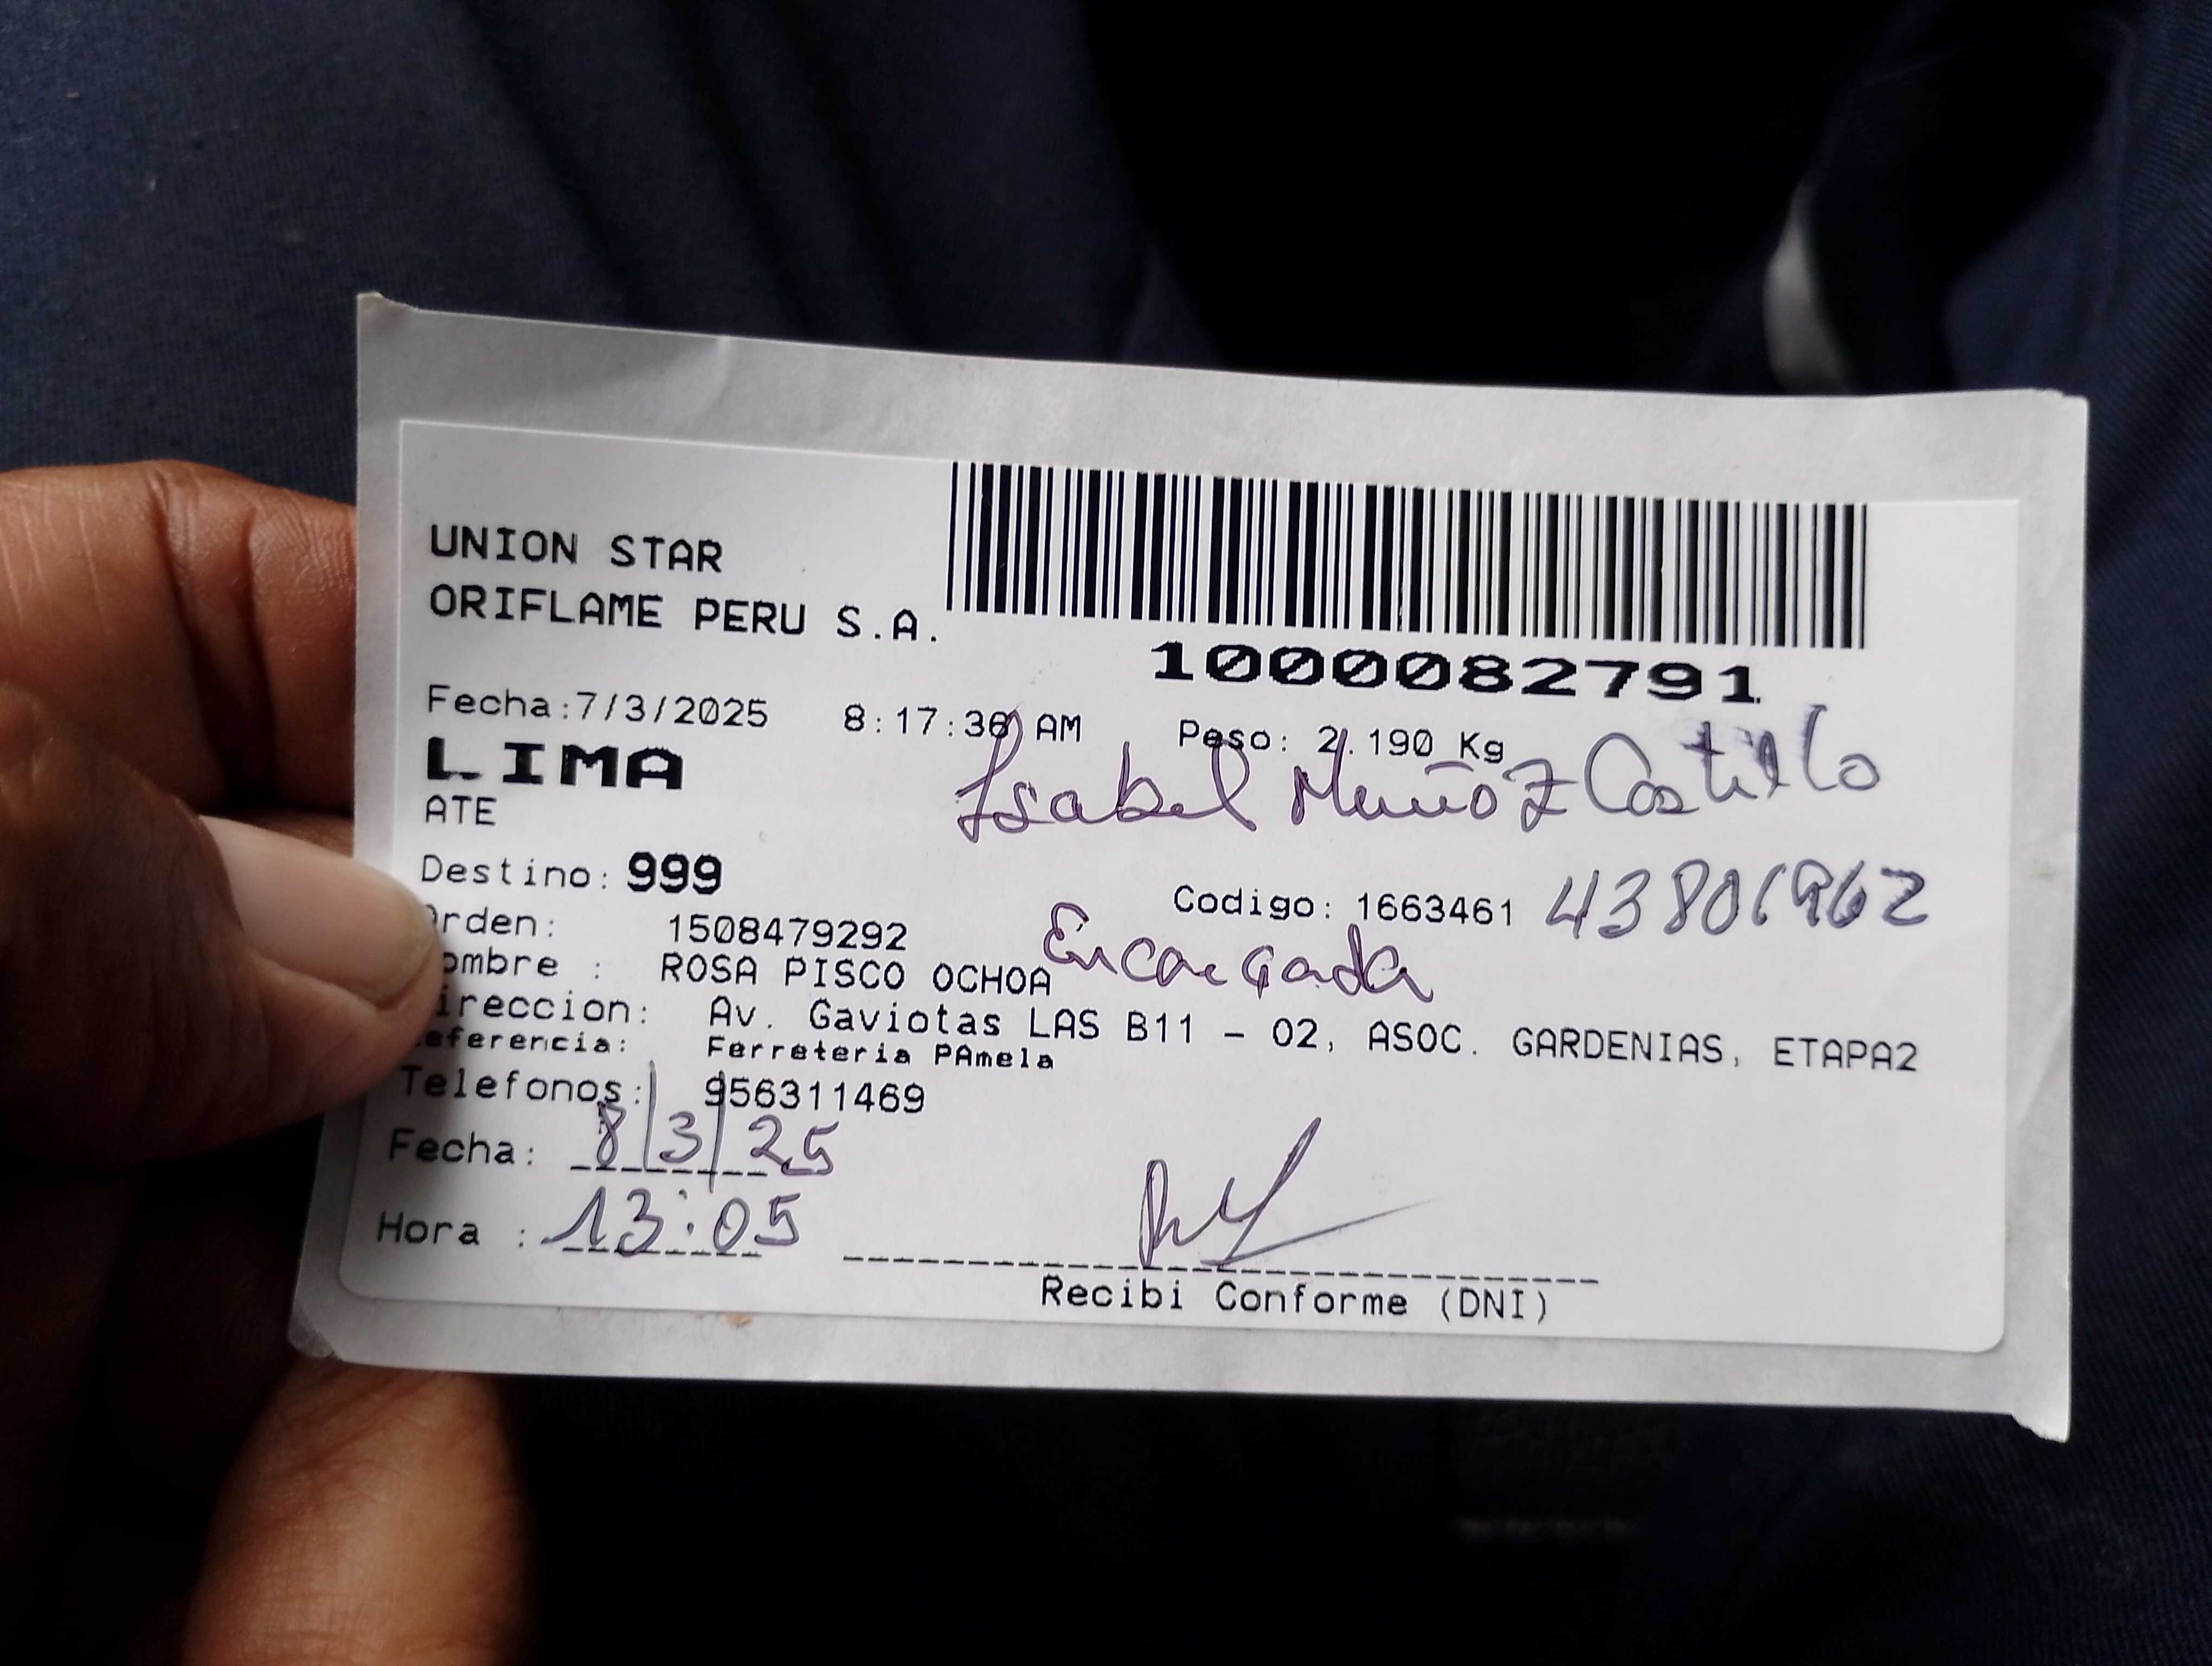 UNION STAR
ORIFLAME PERU S.A.
1000082791
Fecha:7/3/2025 8:17:36 AM Peso: 2.190 Kg
LIMA
Isabel Muñoz Castillo
ATE
Destino: 999
Codigo: 1663461 43801962
Orden: 1508479292
Encargada
ombre : ROSA PISCO OCHOA
ireccion: Av. Gaviotas LAS B11 - 02, ASOC. GARDENIAS, ETAPA2
eferencia: Ferreteria PAmela
Telefonos: 956311469
Fecha: 8/3/25
Hora : 13:05
Recibi Conforme (DNI)